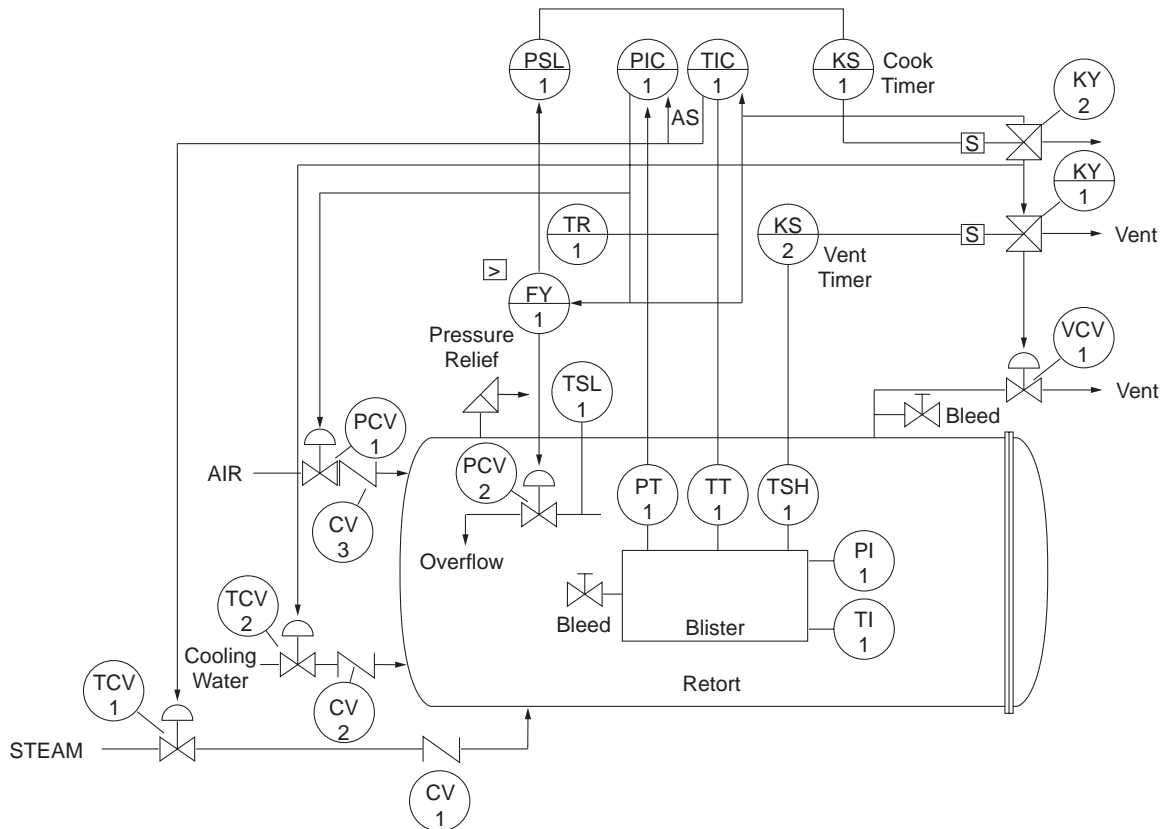 PSL
1
PIC
1
TIC
1
KS
1
Cook
Timer
KY
2
AS
S
KY
1
TR
1
KS
2
S
Vent
Vent
Timer
>
FY
1
Pressure
Relief
TSL
1
VCV
1
Vent
Bleed
PCV
1
AIR
PCV
2
CV
3
PT
1
TT
1
TSH
1
Overflow
PI
1
TCV
2
Bleed
Blister
TI
1
Cooling
Water
TCV
1
CV
2
Retort
STEAM
CV
1